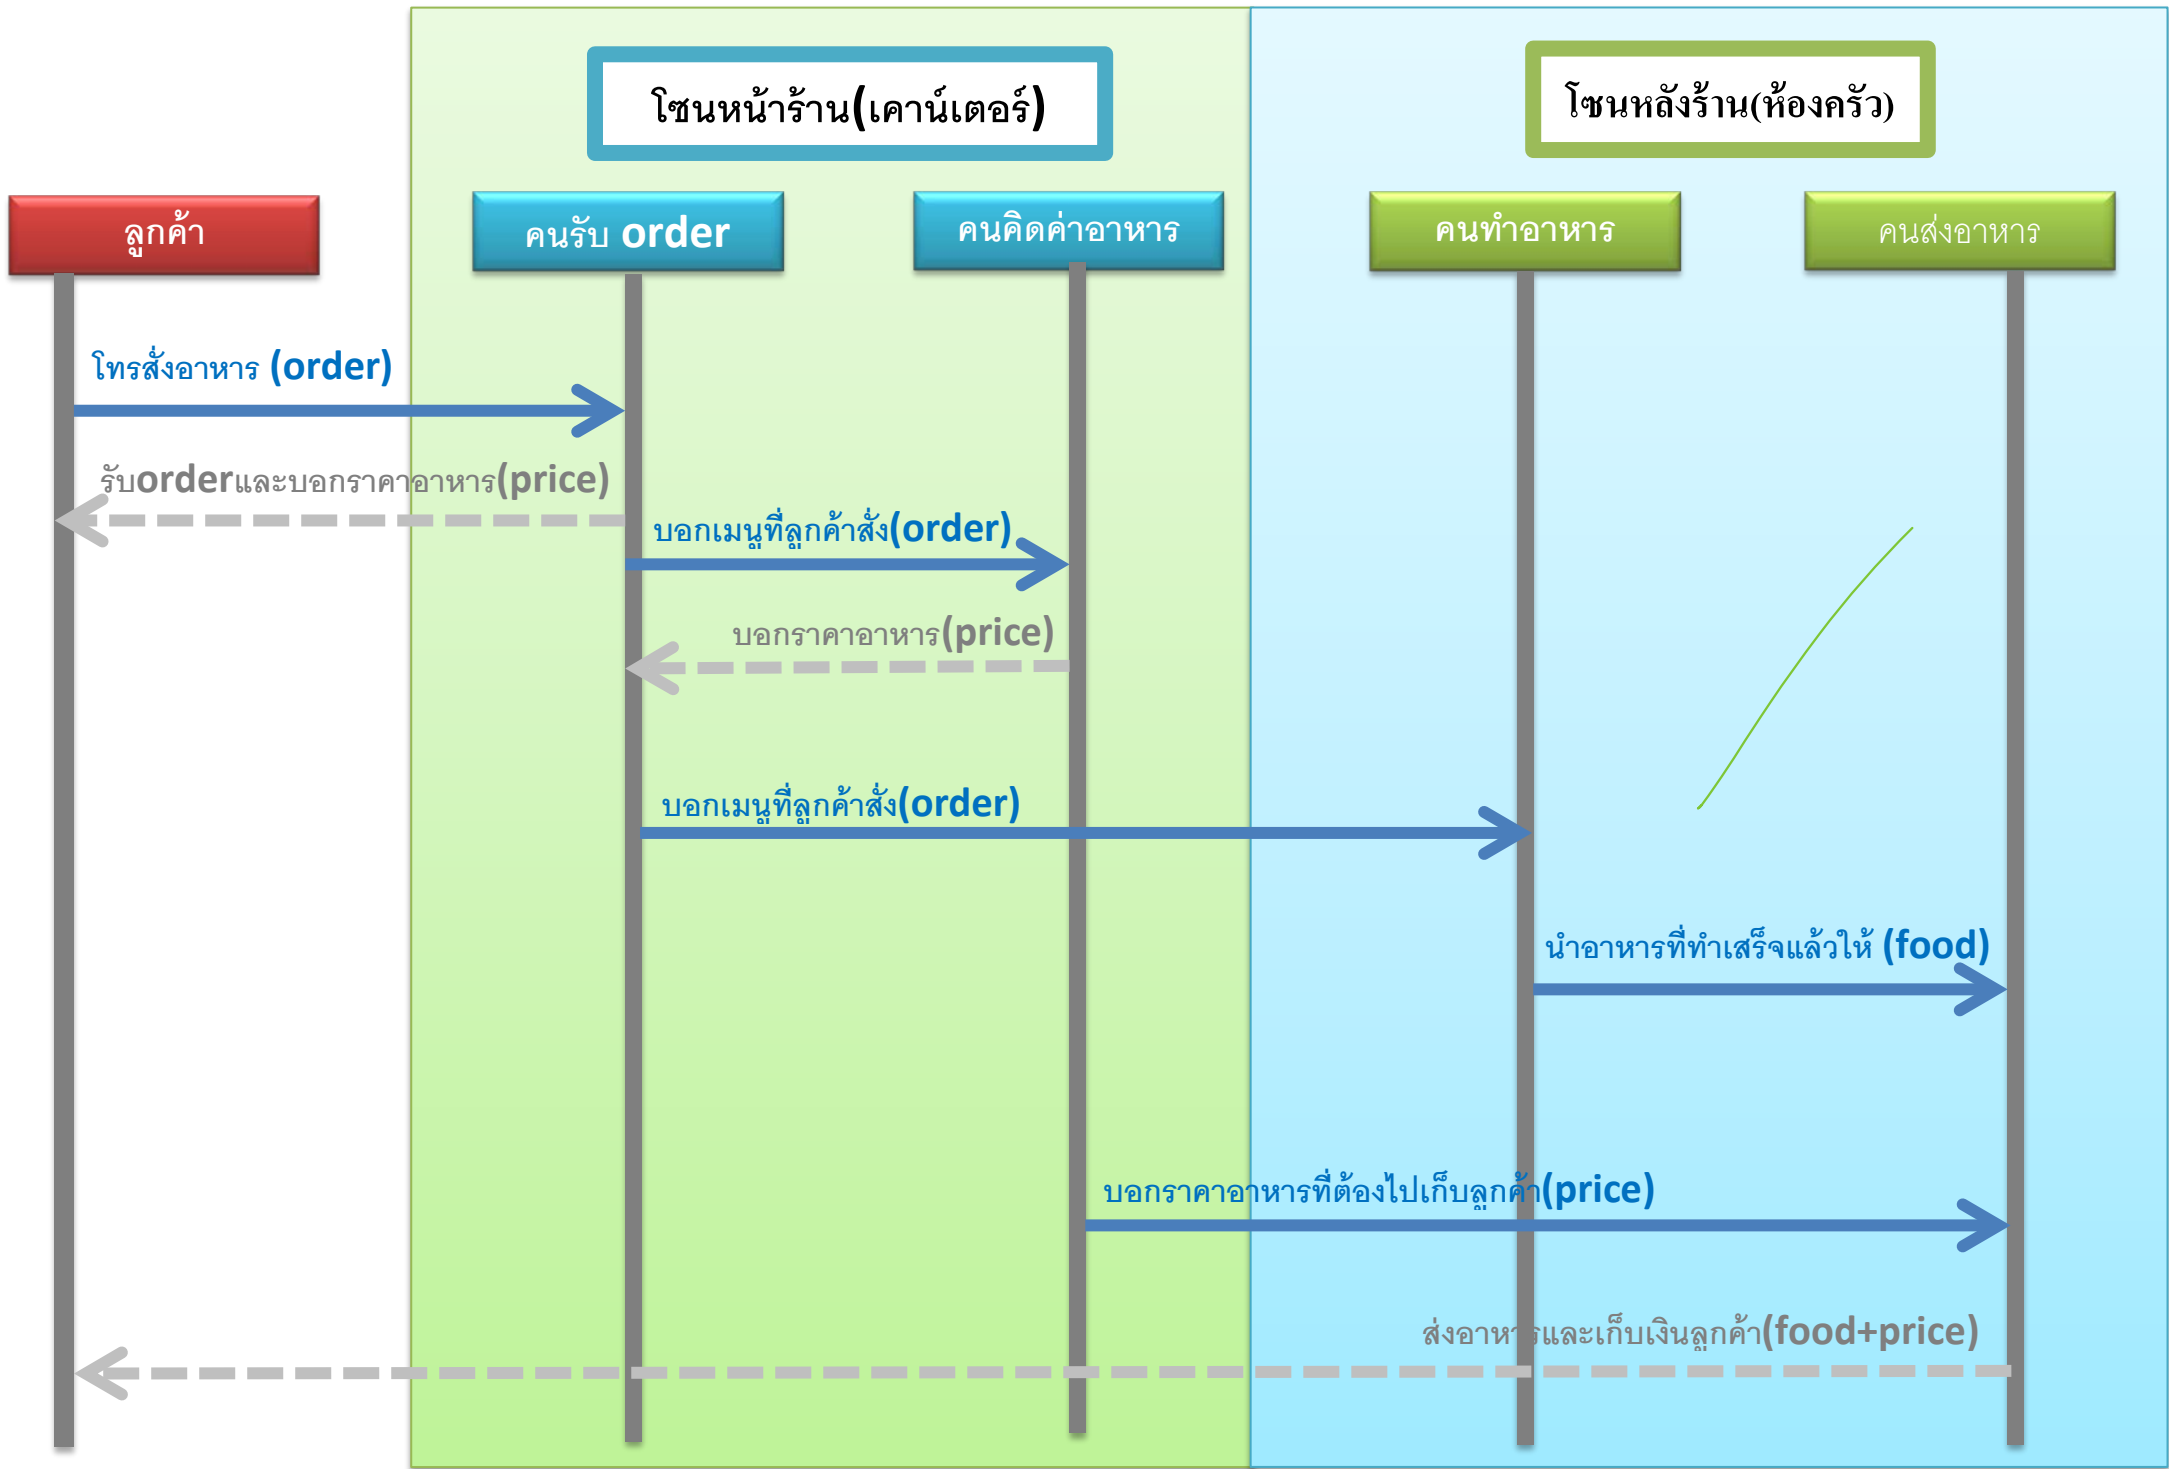 โซนหน้าร้าน(เคาน์เตอร์)
โซนหลังร้าน(ห้องครัว)
ลูกค้า
คนรับ order
คนคิดค่าอาหาร
คนทำอาหาร
คนส่งอาหาร
โทรสั่งอาหาร (order)
รับorderและบอกราคาอาหาร(price)
บอกเมนูที่ลูกค้าสั่ง(order)
บอกราคาอาหาร(price)
บอกเมนูที่ลูกค้าสั่ง(order)
นำอาหารที่ทำเสร็จแล้วให้ (food)
บอกราคาอาหารที่ต้องไปเก็บลูกค้า(price)
ส่งอาหารและเก็บเงินลูกค้า(food+price)